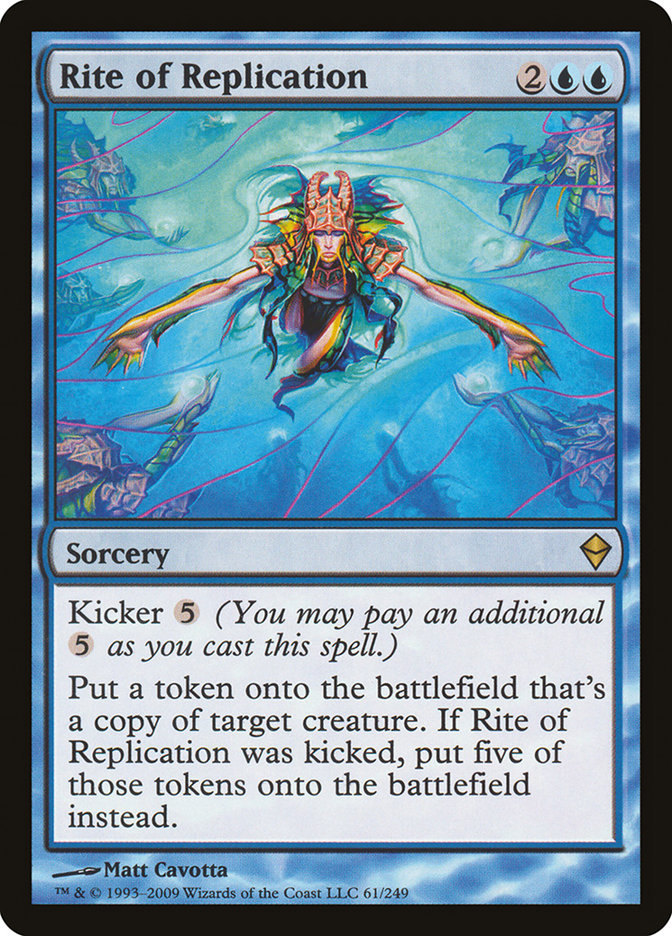 Rite of Replication 2
Sorcery
Kicker 5 (You may pay an additional
5 as you cast this spell.)
Put a token onto the battlefield that's
a copy of target creature. If Rite of
Replication was kicked, put five of
those tokens onto the battlefield
instead.
Matt Cavotta
™ & © 1993–2009 Wizards of the Coast LLC 61/249